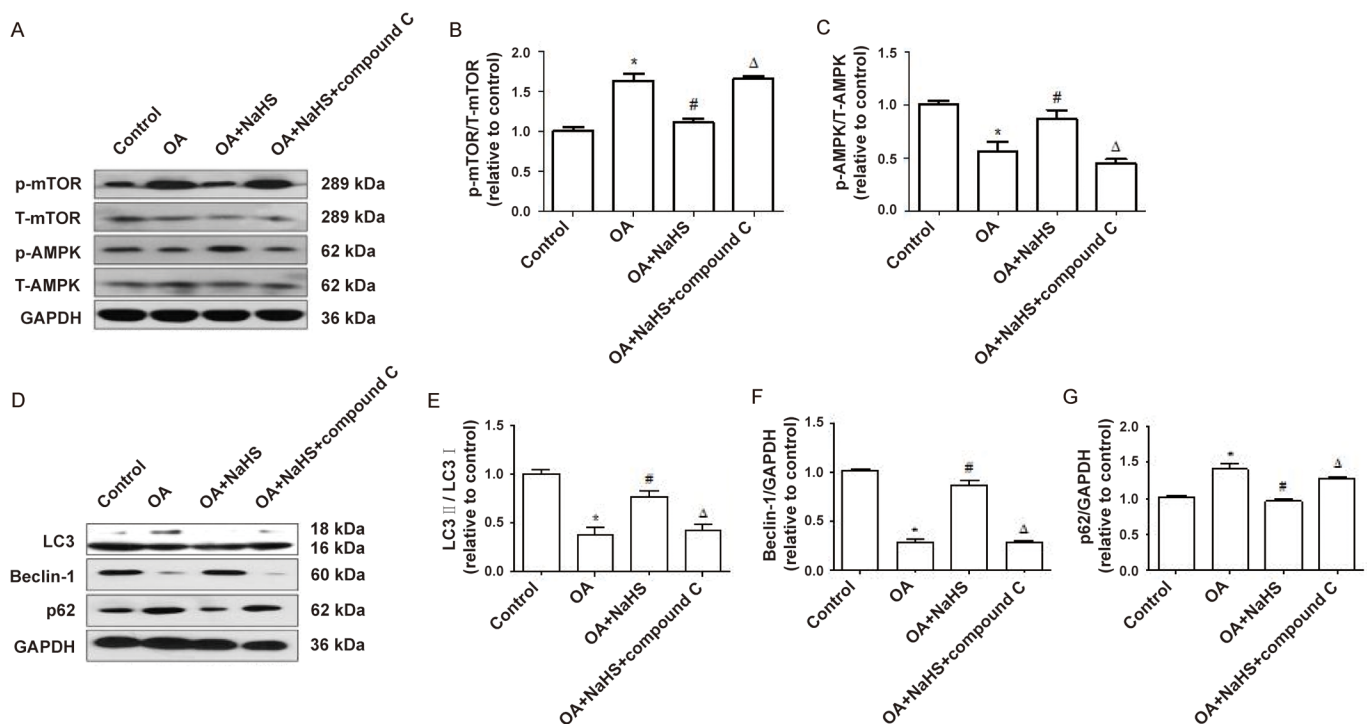 A
Control
OA
OA+NaHS
OA+NaHS+compound C
p-mTOR
289 kDa
T-mTOR
289 kDa
p-AMPK
62 kDa
T-AMPK
62 kDa
GAPDH
36 kDa
B
p-mTOR/T-mTOR
(relative to control)
2.0
1.5
1.0
0.5
0.0
*
#
Δ
Control
OA
OA+NaHS
OA+NaHS+compound C
C
p-AMPK/T-AMPK
(relative to control)
1.5
1.0
0.5
0.0
*
#
Δ
Control
OA
OA+NaHS
OA+NaHS+compound C
D
Control
OA
OA+NaHS
OA+NaHS+compound C
LC3
18 kDa
16 kDa
Beclin-1
60 kDa
p62
62 kDa
GAPDH
36 kDa
E
LC3 Ⅱ / LC3 Ⅰ
(relative to control)
1.5
1.0
0.5
0.0
*
#
Δ
Control
OA
OA+NaHS
OA+NaHS+compound C
F
Beclin-1/GAPDH
(relative to control)
1.5
1.0
0.5
0.0
*
#
Δ
Control
OA
OA+NaHS
OA+NaHS+compound C
G
p62/GAPDH
(relative to control)
2.0
1.5
1.0
0.5
0.0
*
#
Δ
Control
OA
OA+NaHS
OA+NaHS+compound C